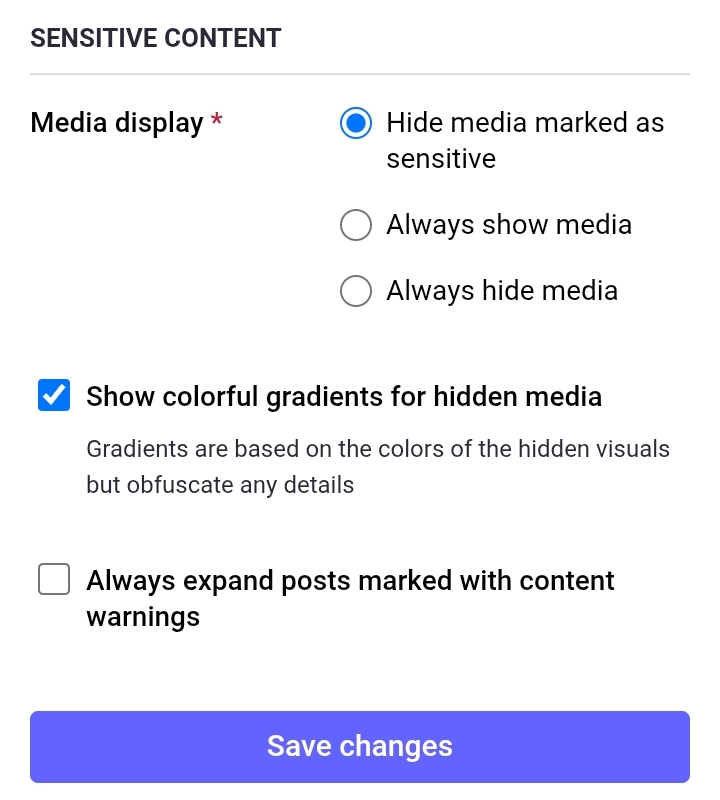 SENSITIVE CONTENT
Media display *
Hide media marked as
sensitive
Always show media
Always hide media
Show colorful gradients for hidden media
Gradients are based on the colors of the hidden visuals
but obfuscate any details
Always expand posts marked with content
warnings
Save changes